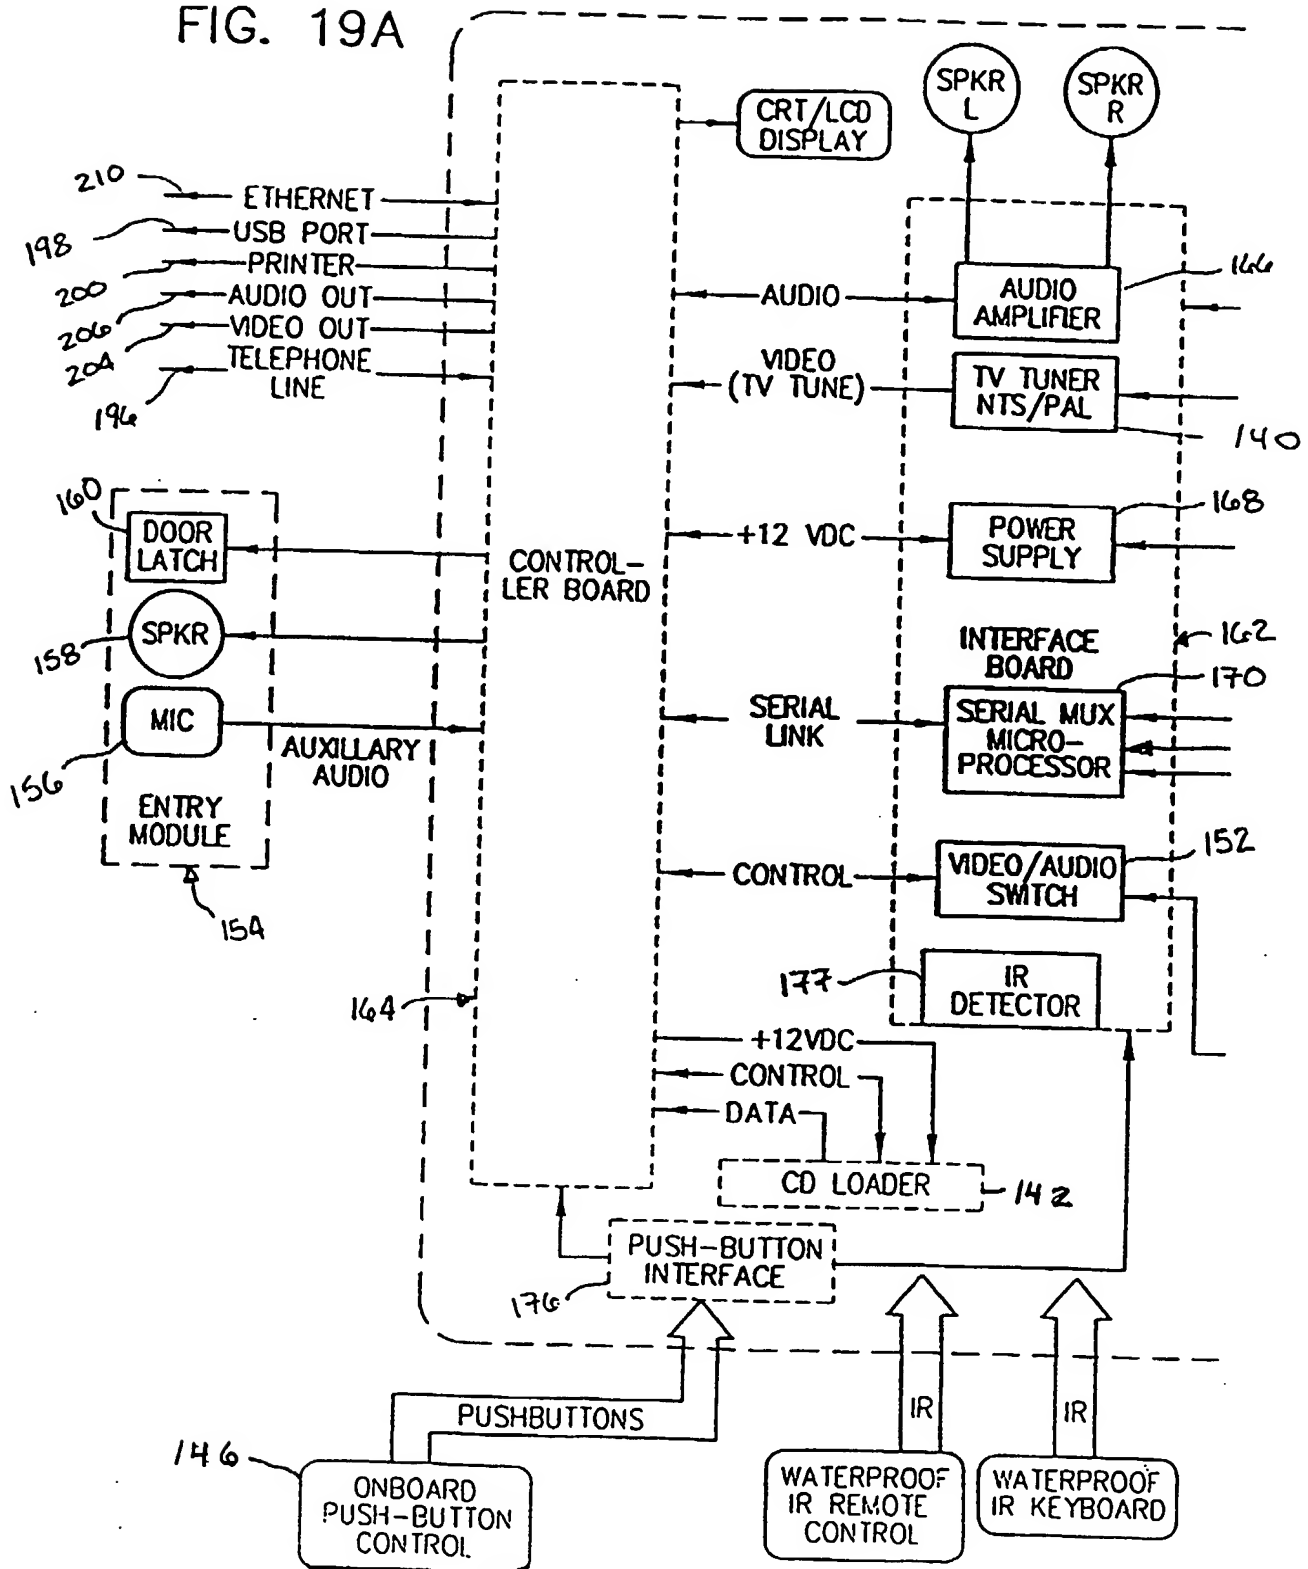 FIG. 19A
SPKR
L
SPKR
R
CRT/LCD
DISPLAY
210
ETHERNET
198
USB PORT
200
PRINTER
206
AUDIO OUT
204
VIDEO OUT
196
TELEPHONE
LINE
AUDIO
AUDIO
AMPLIFIER
166
VIDEO
(TV TUNE)
TV TUNER
NTS/PAL
140
160
DOOR
LATCH
CONTROL-
LER BOARD
+12 VDC
POWER
SUPPLY
168
158
SPKR
INTERFACE
BOARD
162
170
156
MIC
AUXILLARY
AUDIO
SERIAL
LINK
SERIAL MUX
MICRO-
PROCESSOR
ENTRY
MODULE
154
CONTROL
VIDEO/AUDIO
SWITCH
152
164
177
IR
DETECTOR
+12VDC
CONTROL
DATA
CD LOADER
142
PUSH-BUTTON
INTERFACE
176
PUSHBUTTONS
IR
IR
146
ONBOARD
PUSH-BUTTON
CONTROL
WATERPROOF
IR REMOTE
CONTROL
WATERPROOF
IR KEYBOARD